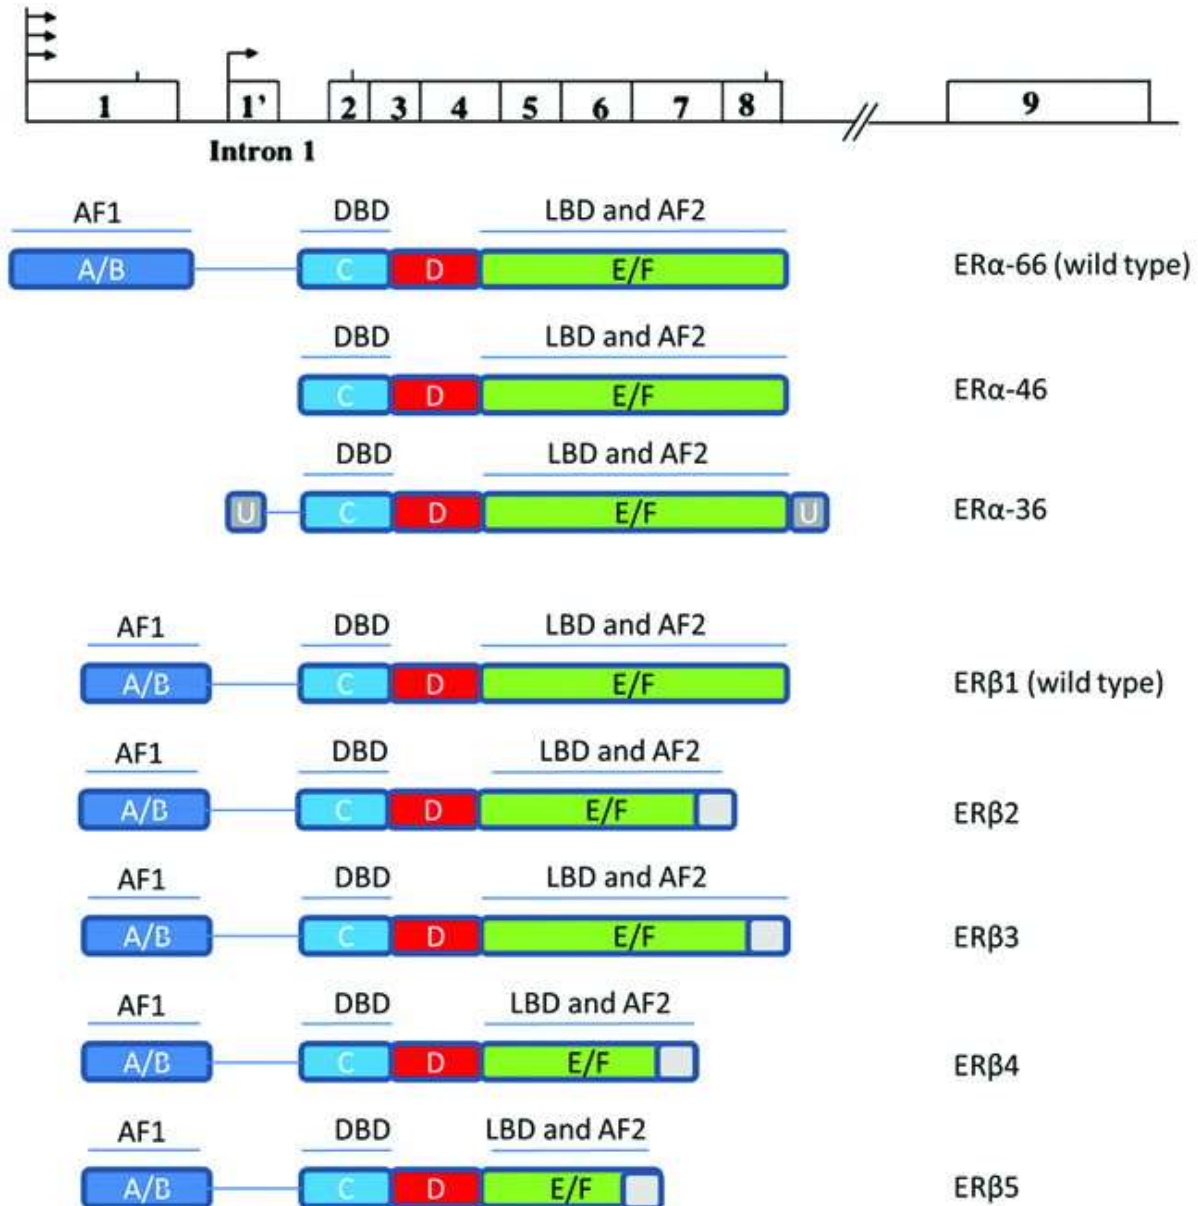 1 1' 2 3 4 5 6 7 8 9
Intron 1
AF1 DBD LBD and AF2
A/B C D E/F ERα-66 (wild type)
DBD LBD and AF2
C D E/F ERα-46
DBD LBD and AF2
U C D E/F U ERα-36
AF1 DBD LBD and AF2
A/B C D E/F ERβ1 (wild type)
AF1 DBD LBD and AF2
A/B C D E/F ERβ2
AF1 DBD LBD and AF2
A/B C D E/F ERβ3
AF1 DBD LBD and AF2
A/B C D E/F ERβ4
AF1 DBD LBD and AF2
A/B C D E/F ERβ5